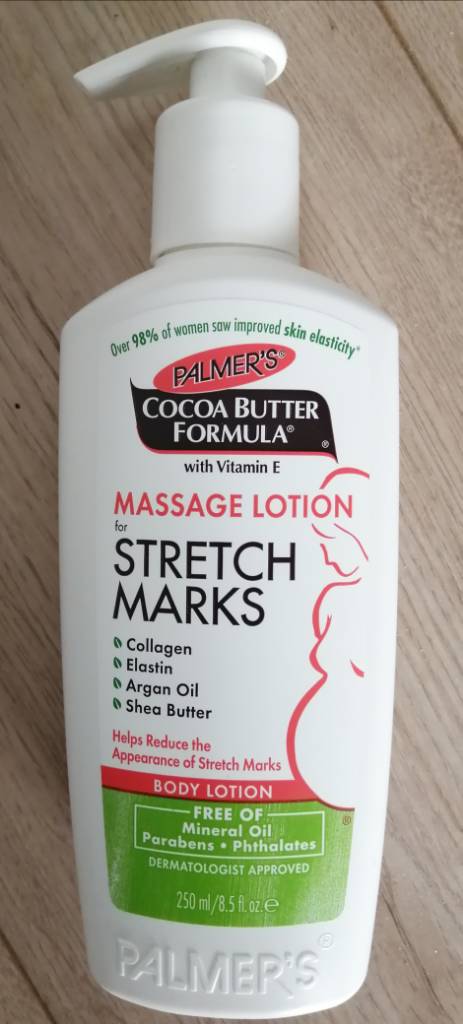 Over 98% of women saw improved skin elasticity*
PALMER'S®
COCOA BUTTER
FORMULA® ®
with Vitamin E
MASSAGE LOTION
for
STRETCH
MARKS
Collagen
Elastin
Argan Oil
Shea Butter
Helps Reduce the
Appearance of Stretch Marks
BODY LOTION
®
FREE OF
Mineral Oil
Parabens • Phthalates
DERMATOLOGIST APPROVED
250 ml/8.5 fl. oz. ℮
PALMER'S®